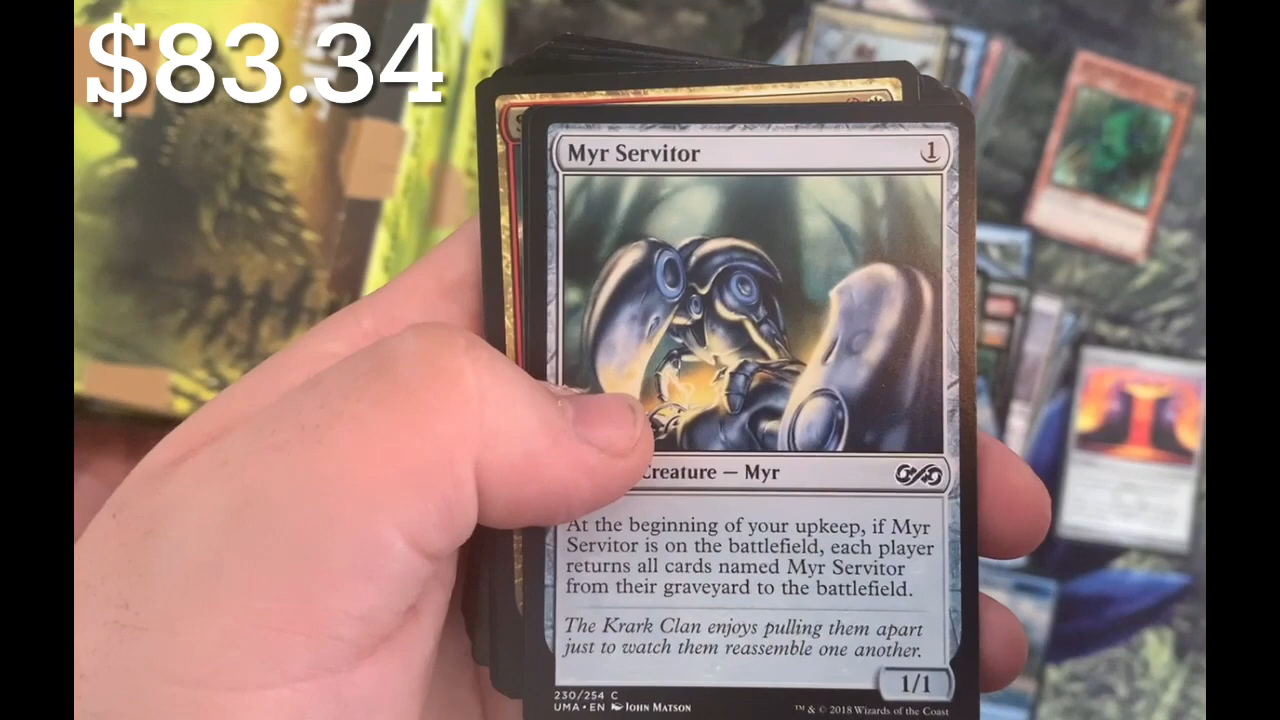 $83.34
Myr Servitor 1
Creature — Myr
At the beginning of your upkeep, if Myr
Servitor is on the battlefield, each player
returns all cards named Myr Servitor
from their graveyard to the battlefield.
The Krark Clan enjoys pulling them apart
just to watch them reassemble one another.
1/1
230/254 C
UMA • EN John Matson
™ & © 2018 Wizards of the Coast